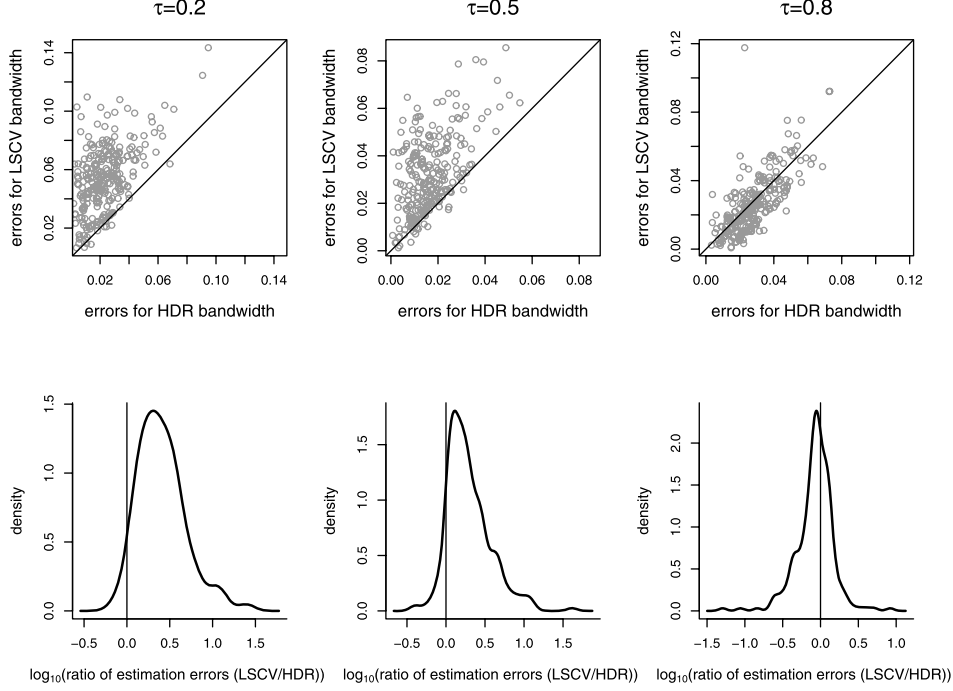 τ=0.2 τ=0.5 τ=0.8
errors for LSCV bandwidth
0.02 0.06 0.10 0.14
0.02 0.06 0.10 0.14
errors for HDR bandwidth
errors for LSCV bandwidth
0.00 0.02 0.04 0.06 0.08
0.00 0.02 0.04 0.06 0.08
errors for HDR bandwidth
errors for LSCV bandwidth
0.00 0.04 0.08 0.12
0.00 0.04 0.08 0.12
errors for HDR bandwidth
density
0.0 0.5 1.0 1.5
−0.5 0.0 0.5 1.0 1.5
log₁₀(ratio of estimation errors (LSCV/HDR))
density
0.0 0.5 1.0 1.5
−0.5 0.0 0.5 1.0 1.5
log₁₀(ratio of estimation errors (LSCV/HDR))
density
0.0 0.5 1.0 1.5 2.0
−1.5 −1.0 −0.5 0.0 0.5 1.0
log₁₀(ratio of estimation errors (LSCV/HDR))